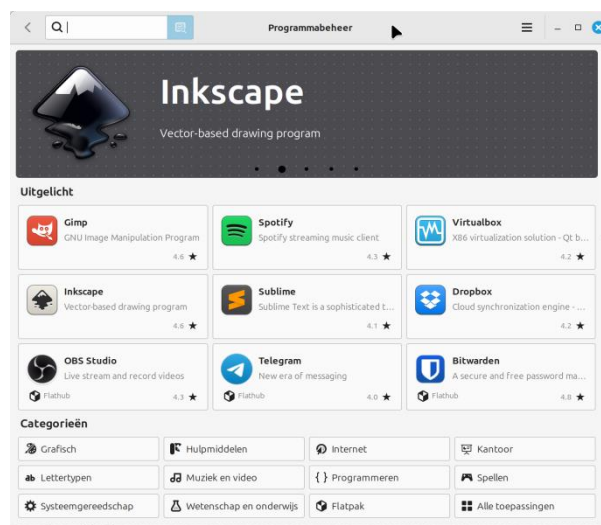 Programmabeheer
Inkscape
Vector-based drawing program
Uitgelicht
Gimp
GNU Image Manipulation Program
4.6 ★
Spotify
Spotify streaming music client
4.3 ★
Virtualbox
X86 virtualization solution - Qt b...
4.2 ★
Inkscape
Vector-based drawing program
4.6 ★
Sublime
Sublime Text is a sophisticated t...
4.1 ★
Dropbox
Cloud synchronization engine - ...
4.2 ★
OBS Studio
Live stream and record videos
Flathub 4.3 ★
Telegram
New era of messaging
Flathub 4.0 ★
Bitwarden
A secure and free password ma...
Flathub 4.8 ★
Categorieën
Grafisch
Hulpmiddelen
Internet
Kantoor
ab Lettertypen
Muziek en video
{ } Programmeren
Spellen
Systeemgereedschap
Wetenschap en onderwijs
Flatpak
Alle toepassingen